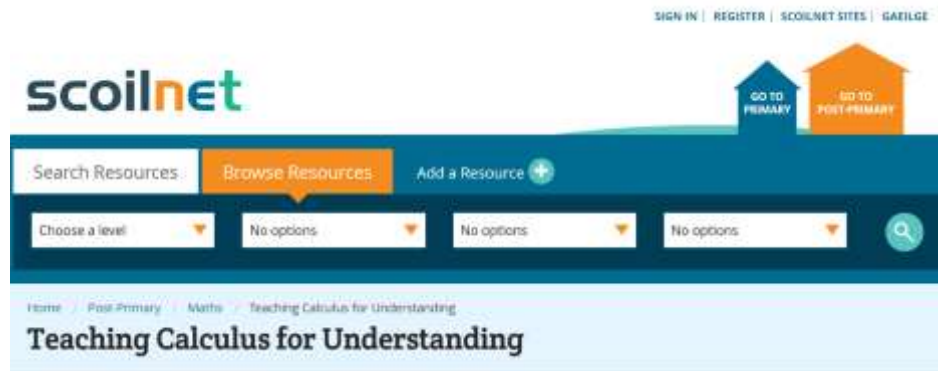 SIGN IN | REGISTER | SCOILNET SITES | GAEILGE
scoilnet
GO TO PRIMARY
GO TO POST-PRIMARY
Search Resources Browse Resources Add a Resource
Choose a level No options No options No options
Home / Post Primary / Maths / Teaching Calculus for Understanding
Teaching Calculus for Understanding